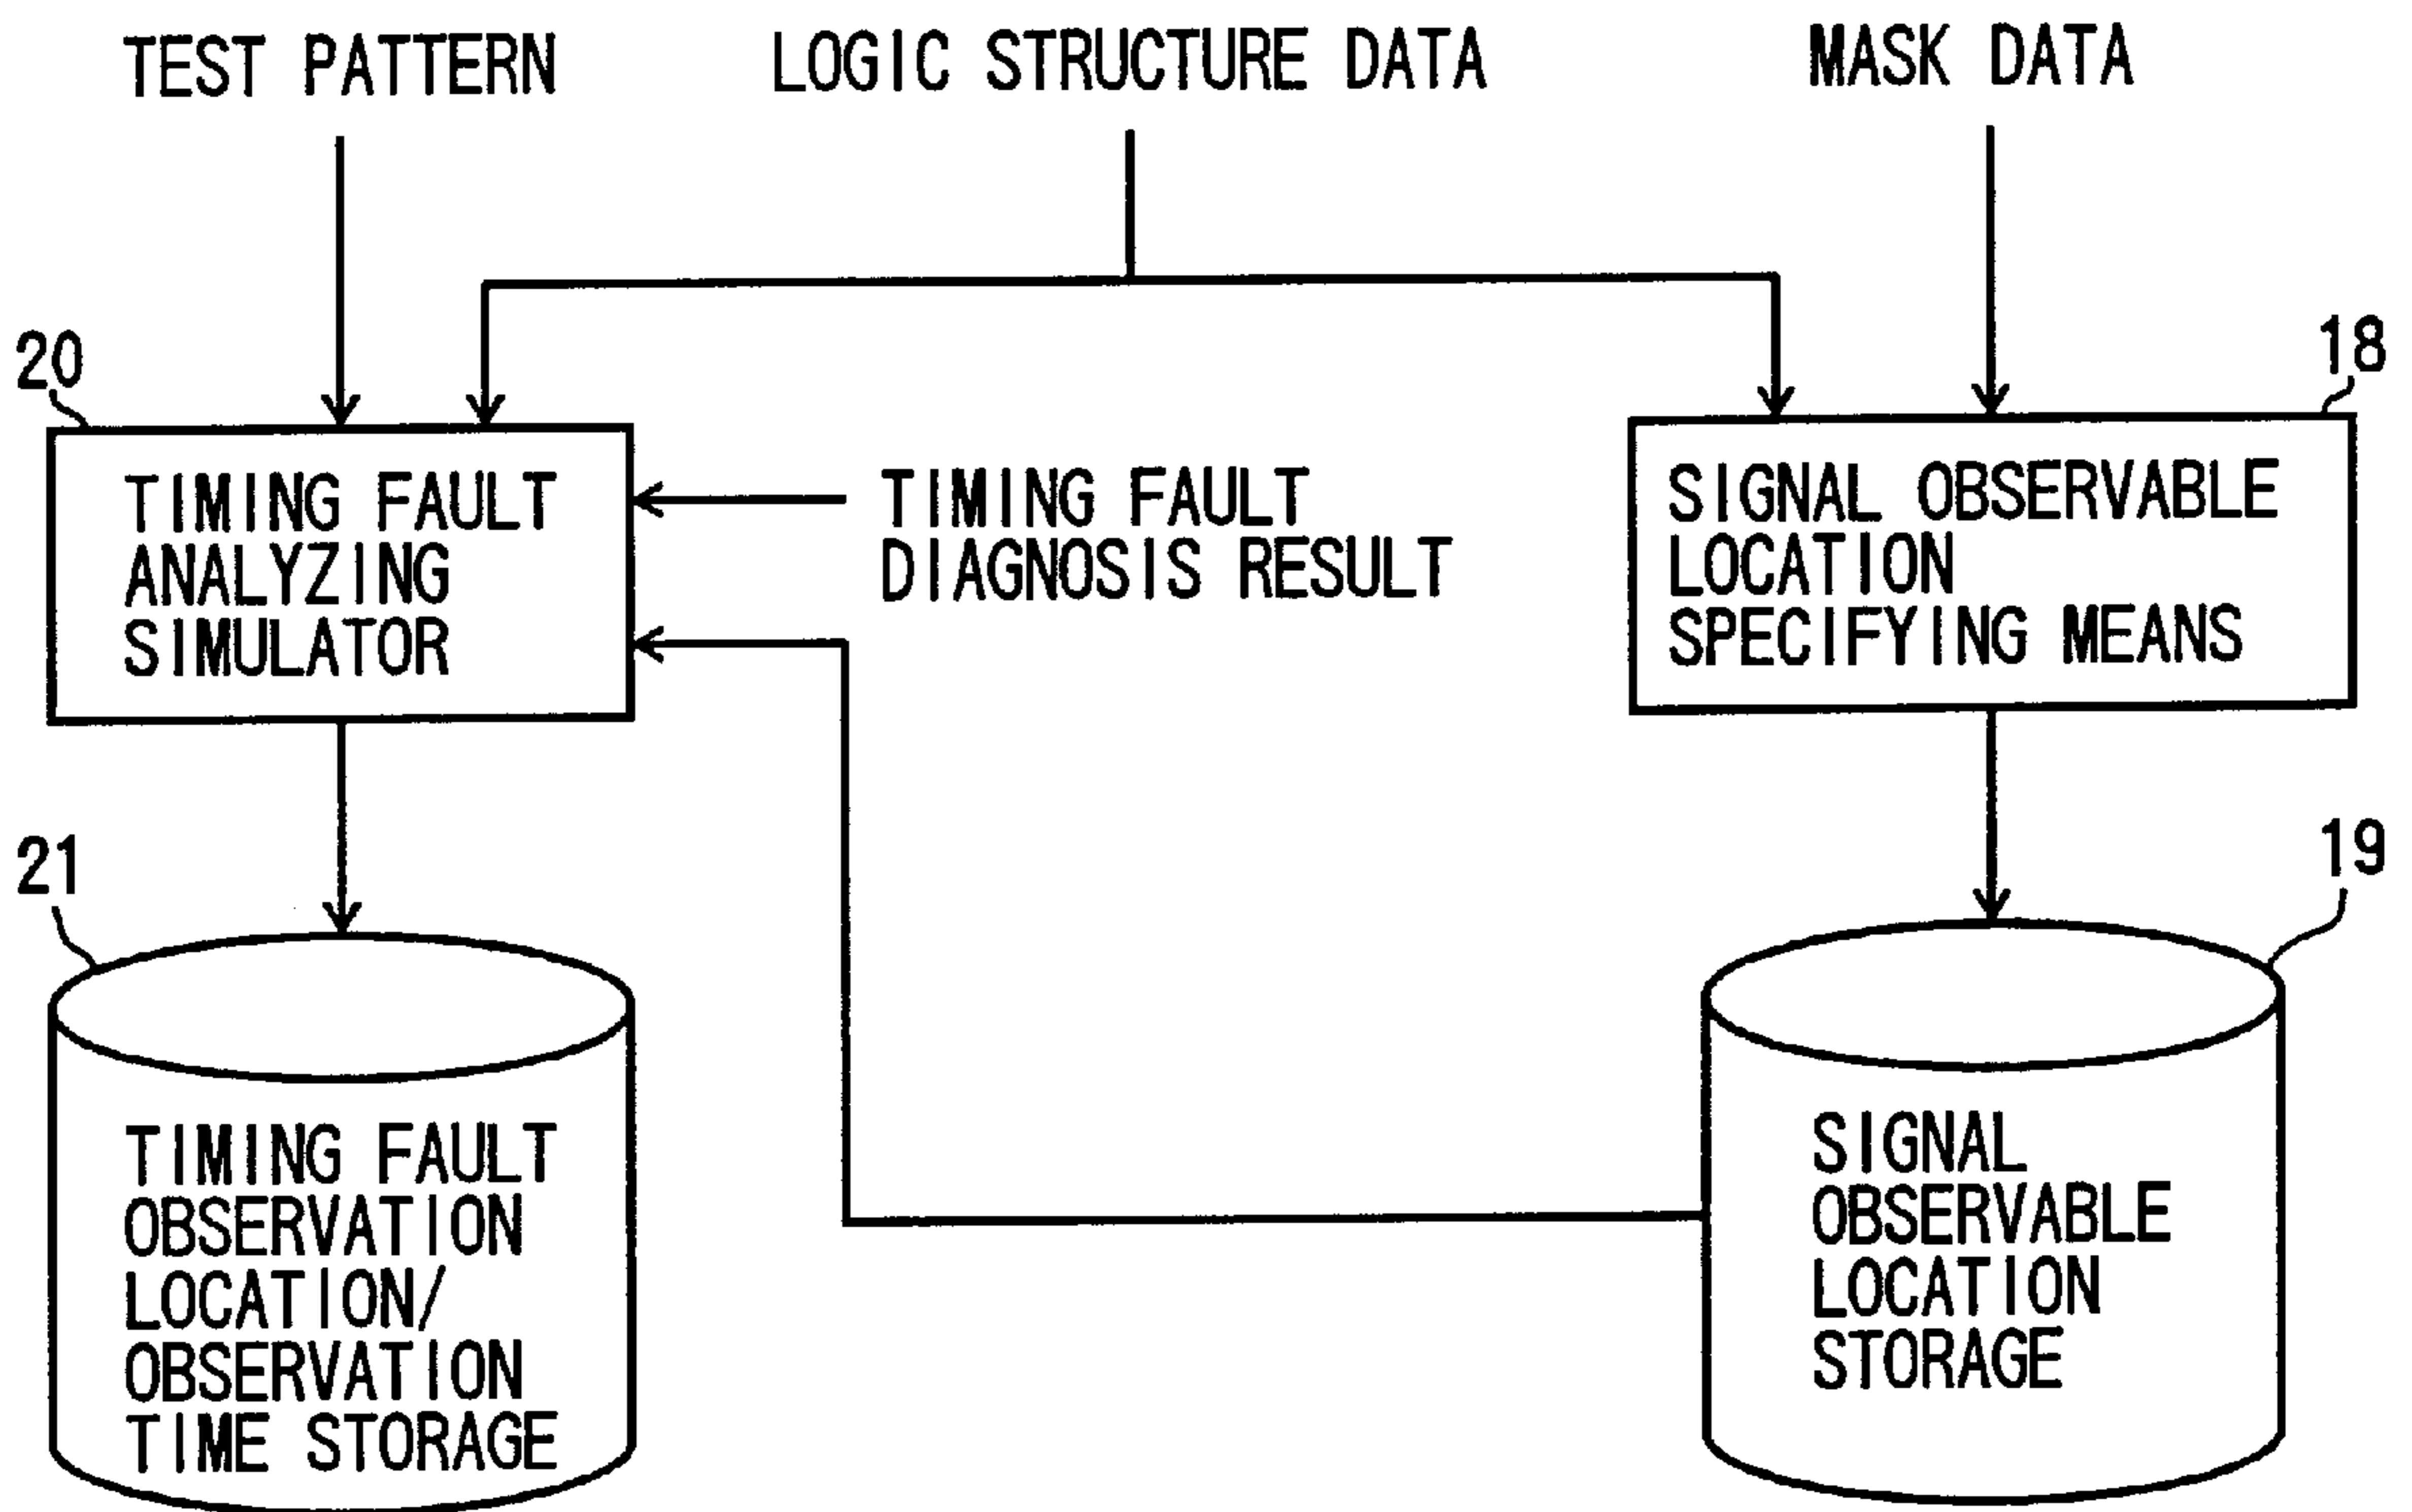 TEST PATTERN
LOGIC STRUCTURE DATA
MASK DATA
20
18
TIMING FAULT
ANALYZING
SIMULATOR
TIMING FAULT
DIAGNOSIS RESULT
SIGNAL OBSERVABLE
LOCATION
SPECIFYING MEANS
21
19
TIMING FAULT
OBSERVATION
LOCATION/
OBSERVATION
TIME STORAGE
SIGNAL
OBSERVABLE
LOCATION
STORAGE